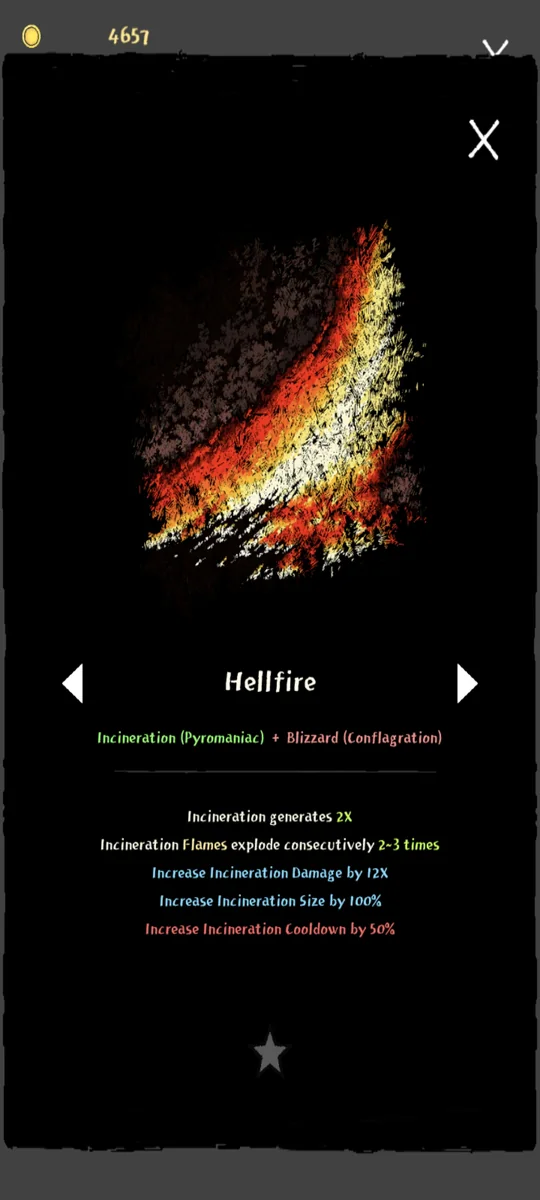 4657
X
Hellfire
Incineration (Pyromaniac) + Blizzard (Conflagration)
Incineration generates 2X
Incineration Flames explode consecutively 2~3 times
Increase Incineration Damage by 12X
Increase Incineration Size by 100%
Increase Incineration Cooldown by 50%